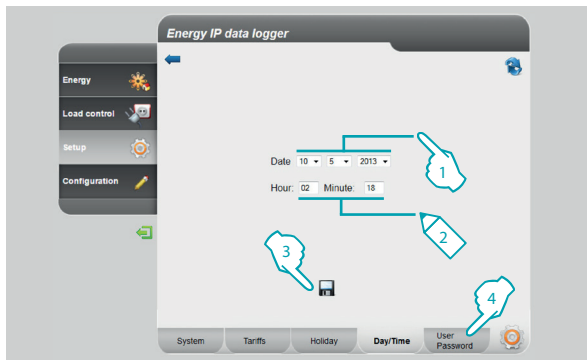 Energy IP data logger
Energy
Load control
Setup
Configuration
Date 10 5 2013
1
Hour: 02 Minute: 18
2
3
4
System Tariffs Holiday Day/Time User Password